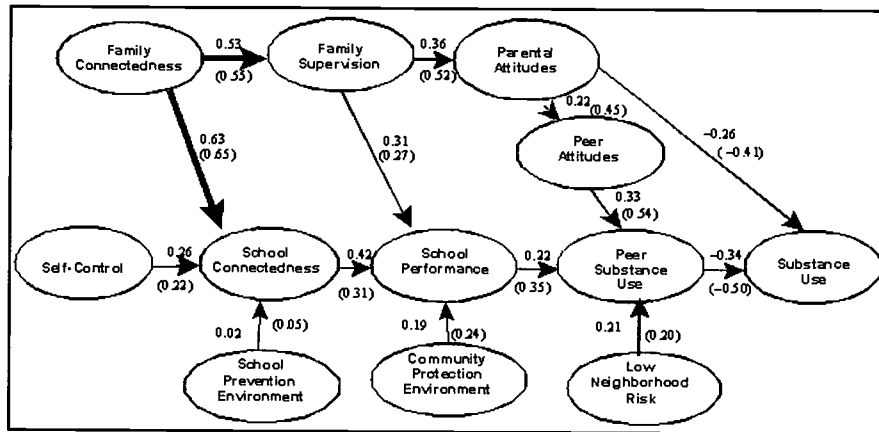 0.53
(0.55)
0.36
(0.52)
Family
Connectedness
Family
Supervision
Parental
Attitudes
0.22
(0.45)
-0.26
(-0.41)
0.63
(0.65)
0.31
(0.27)
Peer
Attitudes
0.33
(0.54)
Self-Control
0.26
(0.22)
School
Connectedness
0.42
(0.31)
School
Performance
0.22
(0.35)
Peer
Substance
Use
-0.34
(-0.50)
Substance
Use
0.02
(0.05)
0.19
(0.24)
0.21
(0.20)
School
Prevention
Environment
Community
Protection
Environment
Low
Neighborhood
Risk